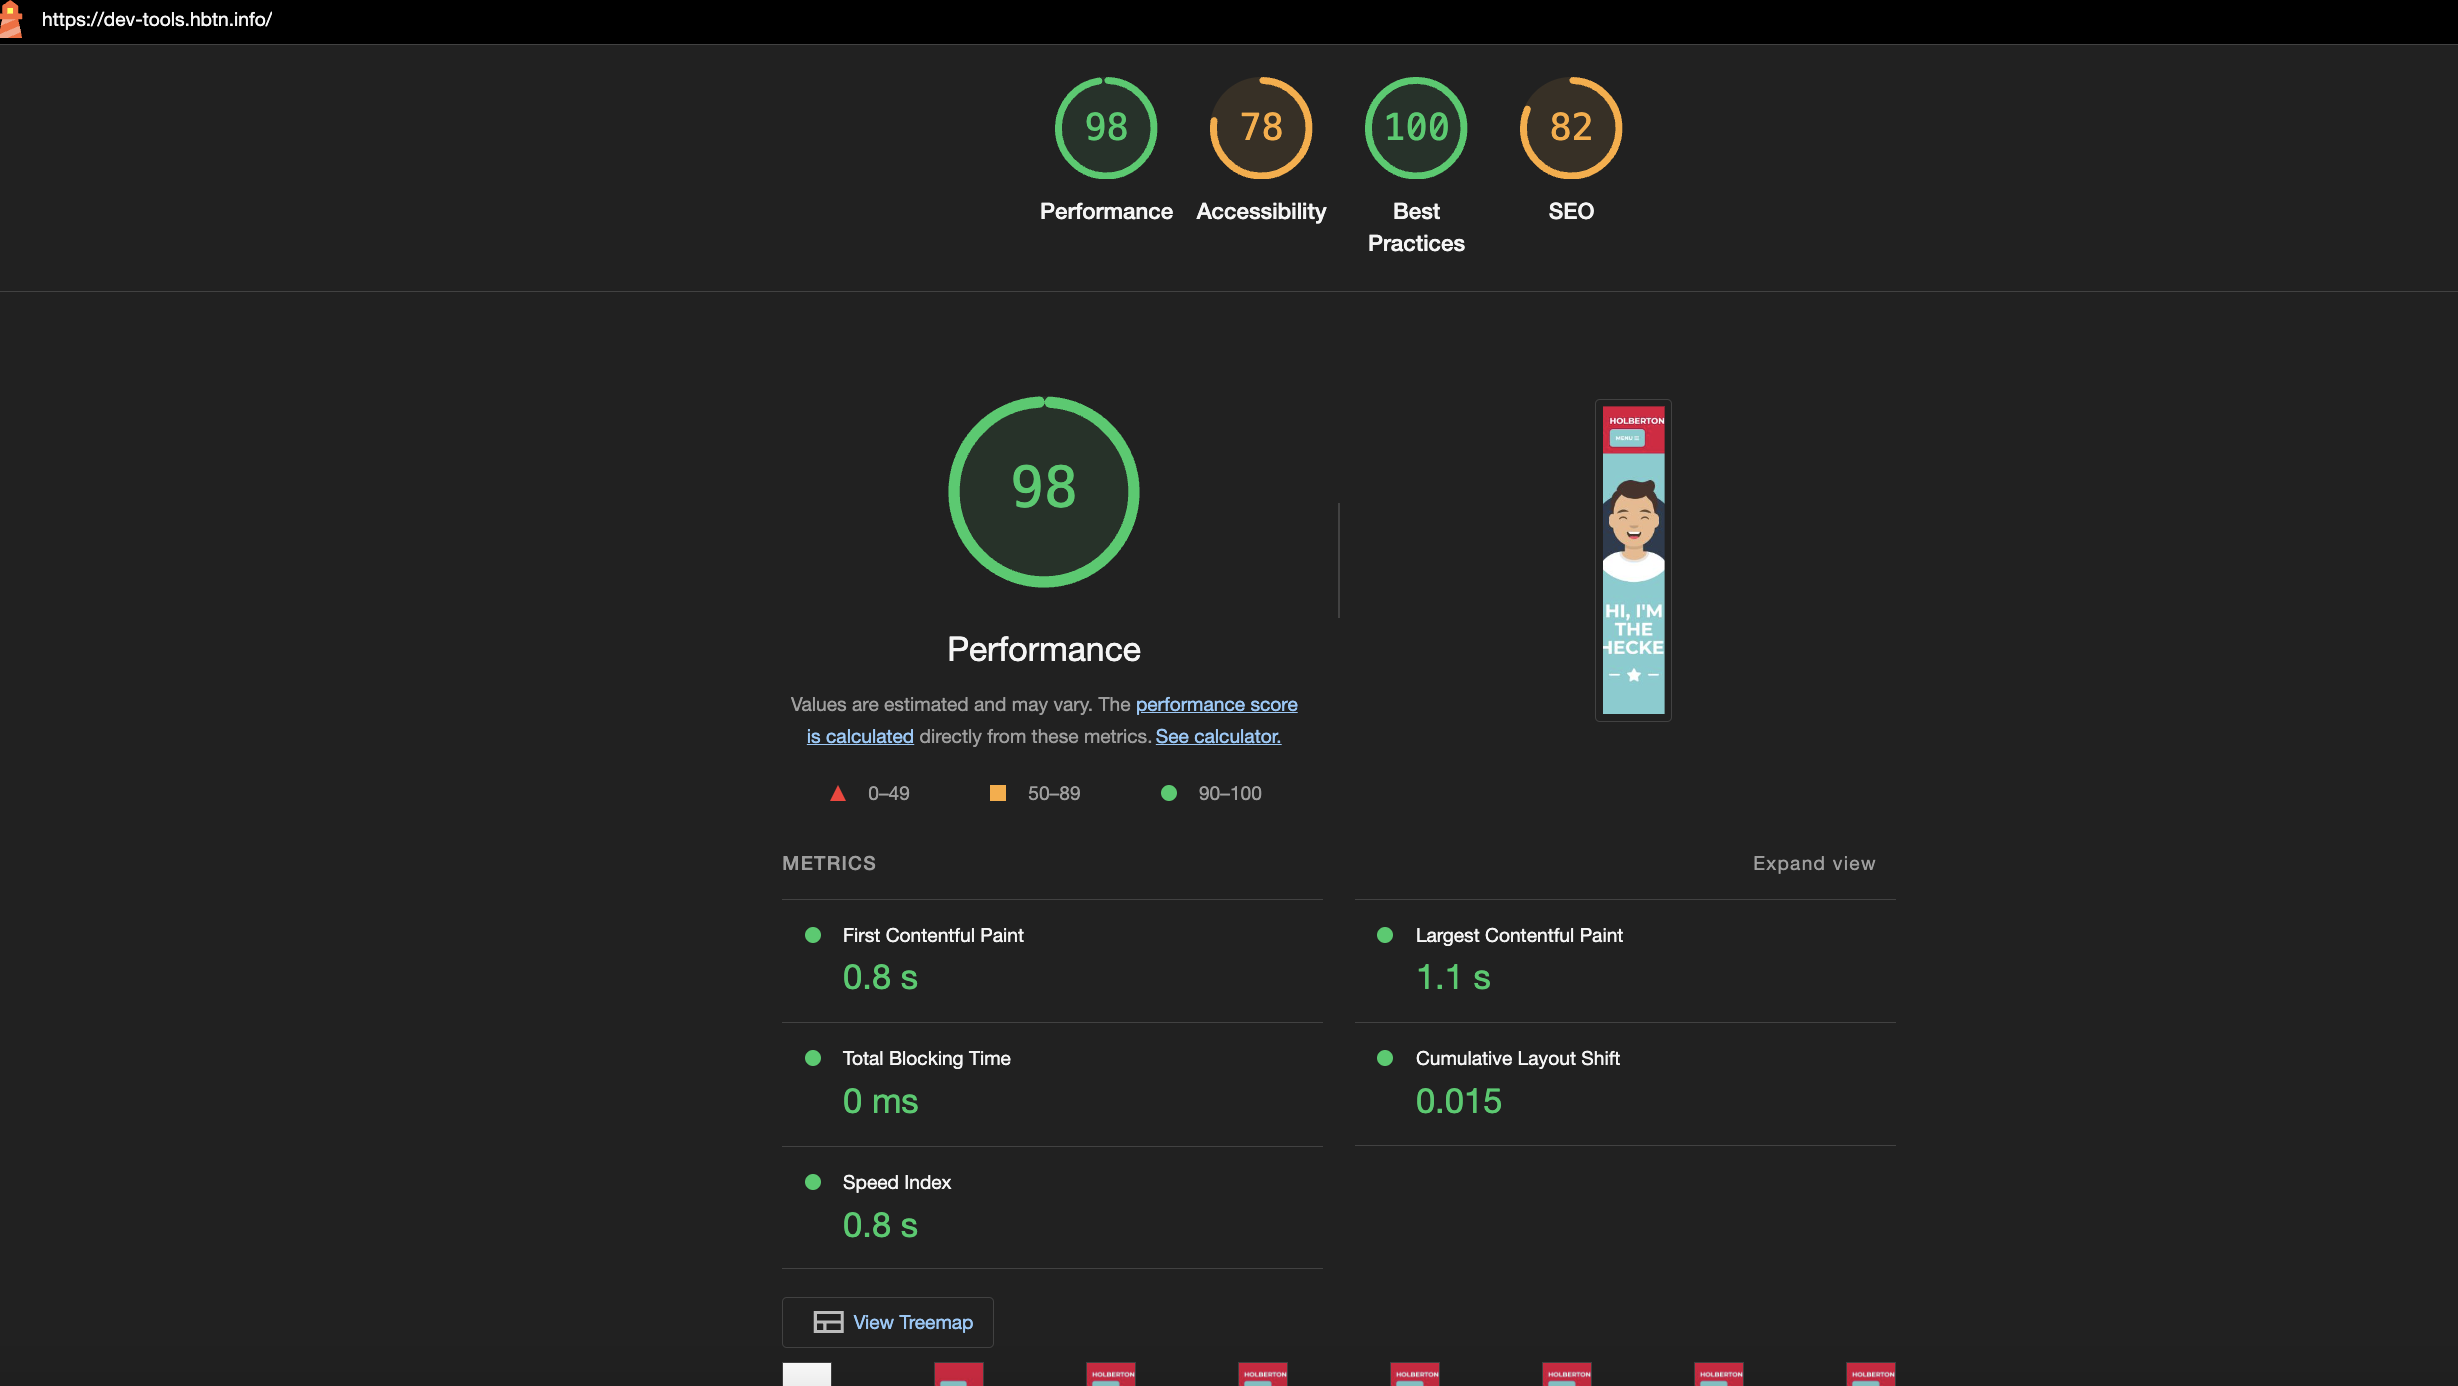 https://dev-tools.hbtn.info/
98
78
100
82
Performance
Accessibility
Best
Practices
SEO
98
Performance
Values are estimated and may vary. The performance score
is calculated directly from these metrics. See calculator.
0–49
50–89
90–100
HOLBERTON
MENU
HI, I'M
THE
HECKE
METRICS
Expand view
First Contentful Paint
0.8 s
Largest Contentful Paint
1.1 s
Total Blocking Time
0 ms
Cumulative Layout Shift
0.015
Speed Index
0.8 s
View Treemap
HOLBERTON
HOLBERTON
HOLBERTON
HOLBERTON
HOLBERTON
HOLBERTON